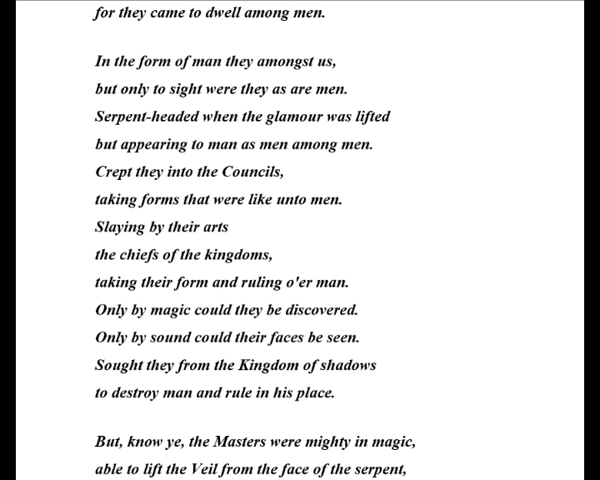 for they came to dwell among men.
In the form of man they amongst us,
but only to sight were they as are men.
Serpent-headed when the glamour was lifted
but appearing to man as men among men.
Crept they into the Councils,
taking forms that were like unto men.
Slaying by their arts
the chiefs of the kingdoms,
taking their form and ruling o'er man.
Only by magic could they be discovered.
Only by sound could their faces be seen.
Sought they from the Kingdom of shadows
to destroy man and rule in his place.
But, know ye, the Masters were mighty in magic,
able to lift the Veil from the face of the serpent,